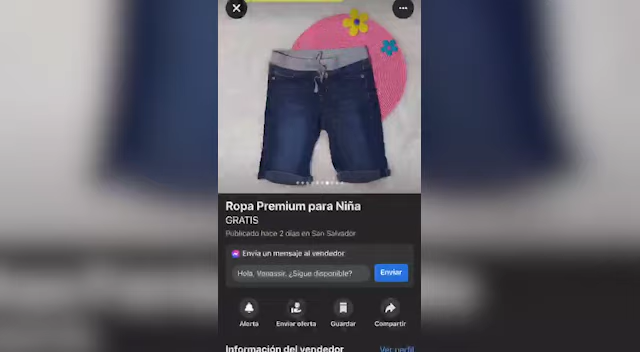 Ropa Premium para Niña
GRATIS
Publicado hace 2 días en San Salvador
Envía un mensaje al vendedor
Hola, ¿Sigue disponible?
Enviar
Alerta
Enviar oferta
Guardar
Compartir
Información del vendedor
Ver perfil